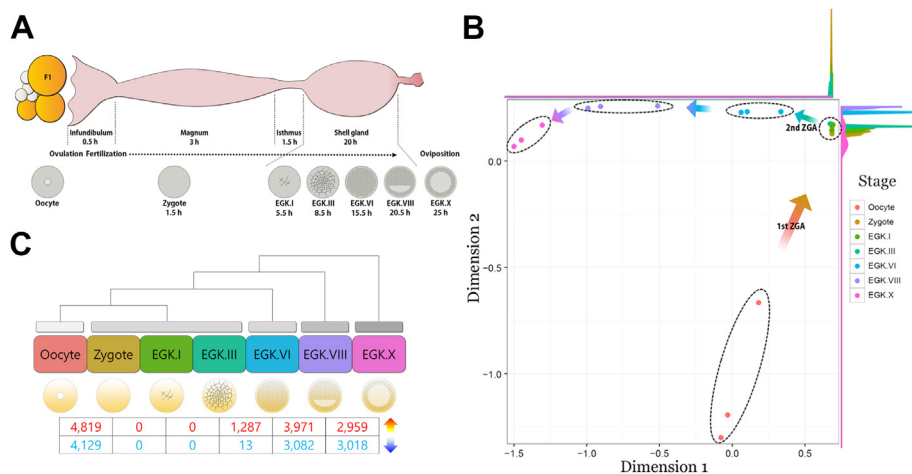 A
F1
Infundibulum
0.5 h
Magnum
3 h
Isthmus
1.5 h
Shell gland
20 h
Ovulation Fertilization
Oviposition
Oocyte
Zygote
1.5 h
EGK.I
5.5 h
EGK.III
8.5 h
EGK.VI
15.5 h
EGK.VIII
20.5 h
EGK.X
25 h
B
2nd ZGA
1st ZGA
0.0
−0.5
−1.0
Dimension 2
−1.5
−1.0
−0.5
0.0
0.5
Dimension 1
Stage
Oocyte
Zygote
EGK.I
EGK.III
EGK.VI
EGK.VIII
EGK.X
C
Oocyte Zygote EGK.I EGK.III EGK.VI EGK.VIII EGK.X
4,819 0 0 1,287 3,971 2,959
4,129 0 0 13 3,082 3,018